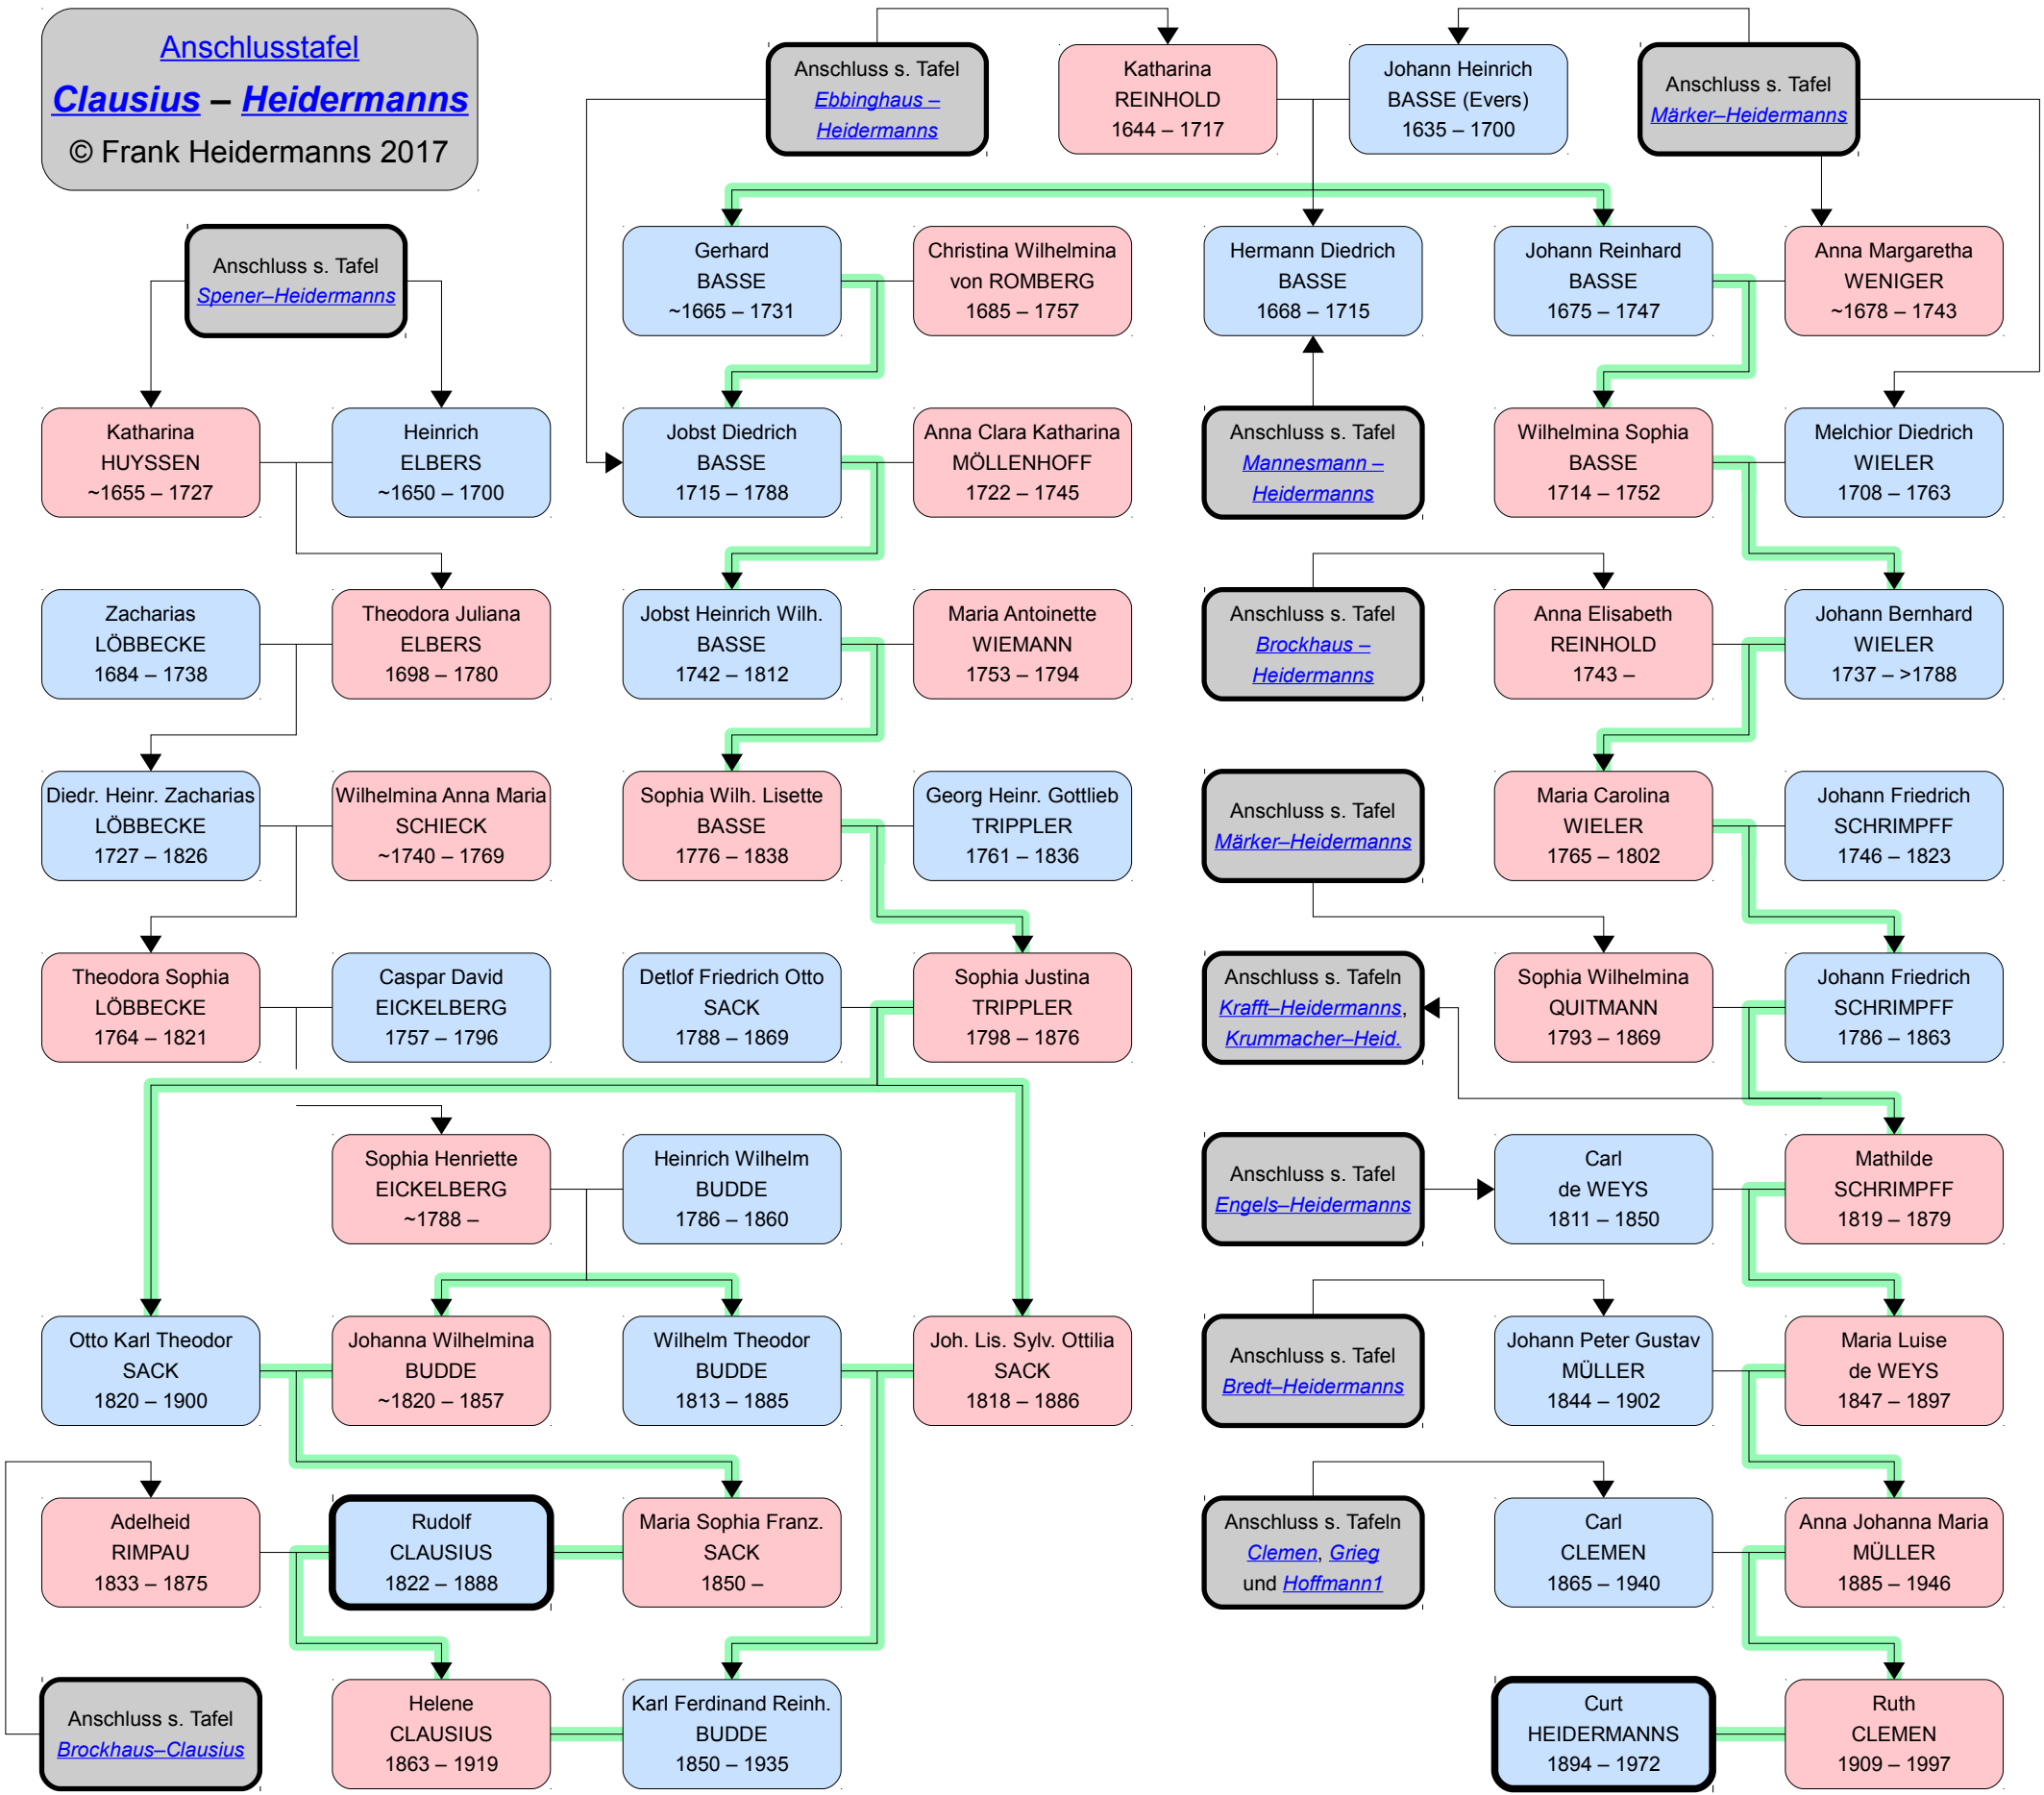 Anschlusstafel
Clausius – Heidermanns
© Frank Heidermanns 2017
Anschluss s. Tafel
Ebbinghaus –
Heidermanns
Katharina
REINHOLD
1644 – 1717
Johann Heinrich
BASSE (Evers)
1635 – 1700
Anschluss s. Tafel
Märker–Heidermanns
Anschluss s. Tafel
Spener–Heidermanns
Gerhard
BASSE
~1665 – 1731
Christina Wilhelmina
von ROMBERG
1685 – 1757
Hermann Diedrich
BASSE
1668 – 1715
Johann Reinhard
BASSE
1675 – 1747
Anna Margaretha
WENIGER
~1678 – 1743
Katharina
HUYSSEN
~1655 – 1727
Heinrich
ELBERS
~1650 – 1700
Jobst Diedrich
BASSE
1715 – 1788
Anna Clara Katharina
MÖLLENHOFF
1722 – 1745
Anschluss s. Tafel
Mannesmann –
Heidermanns
Wilhelmina Sophia
BASSE
1714 – 1752
Melchior Diedrich
WIELER
1708 – 1763
Zacharias
LÖBBECKE
1684 – 1738
Theodora Juliana
ELBERS
1698 – 1780
Jobst Heinrich Wilh.
BASSE
1742 – 1812
Maria Antoinette
WIEMANN
1753 – 1794
Anschluss s. Tafel
Brockhaus –
Heidermanns
Anna Elisabeth
REINHOLD
1743 –
Johann Bernhard
WIELER
1737 – >1788
Diedr. Heinr. Zacharias
LÖBBECKE
1727 – 1826
Wilhelmina Anna Maria
SCHIECK
~1740 – 1769
Sophia Wilh. Lisette
BASSE
1776 – 1838
Georg Heinr. Gottlieb
TRIPPLER
1761 – 1836
Anschluss s. Tafel
Märker–Heidermanns
Maria Carolina
WIELER
1765 – 1802
Johann Friedrich
SCHRIMPFF
1746 – 1823
Theodora Sophia
LÖBBECKE
1764 – 1821
Caspar David
EICKELBERG
1757 – 1796
Detlof Friedrich Otto
SACK
1788 – 1869
Sophia Justina
TRIPPLER
1798 – 1876
Anschluss s. Tafeln
Krafft–Heidermanns,
Krummacher–Heid.
Sophia Wilhelmina
QUITMANN
1793 – 1869
Johann Friedrich
SCHRIMPFF
1786 – 1863
Sophia Henriette
EICKELBERG
~1788 –
Heinrich Wilhelm
BUDDE
1786 – 1860
Anschluss s. Tafel
Engels–Heidermanns
Carl
de WEYS
1811 – 1850
Mathilde
SCHRIMPFF
1819 – 1879
Otto Karl Theodor
SACK
1820 – 1900
Johanna Wilhelmina
BUDDE
~1820 – 1857
Wilhelm Theodor
BUDDE
1813 – 1885
Joh. Lis. Sylv. Ottilia
SACK
1818 – 1886
Anschluss s. Tafel
Bredt–Heidermanns
Johann Peter Gustav
MÜLLER
1844 – 1902
Maria Luise
de WEYS
1847 – 1897
Adelheid
RIMPAU
1833 – 1875
Rudolf
CLAUSIUS
1822 – 1888
Maria Sophia Franz.
SACK
1850 –
Anschluss s. Tafeln
Clemen, Grieg
und Hoffmann1
Carl
CLEMEN
1865 – 1940
Anna Johanna Maria
MÜLLER
1885 – 1946
Anschluss s. Tafel
Brockhaus–Clausius
Helene
CLAUSIUS
1863 – 1919
Karl Ferdinand Reinh.
BUDDE
1850 – 1935
Curt
HEIDERMANNS
1894 – 1972
Ruth
CLEMEN
1909 – 1997